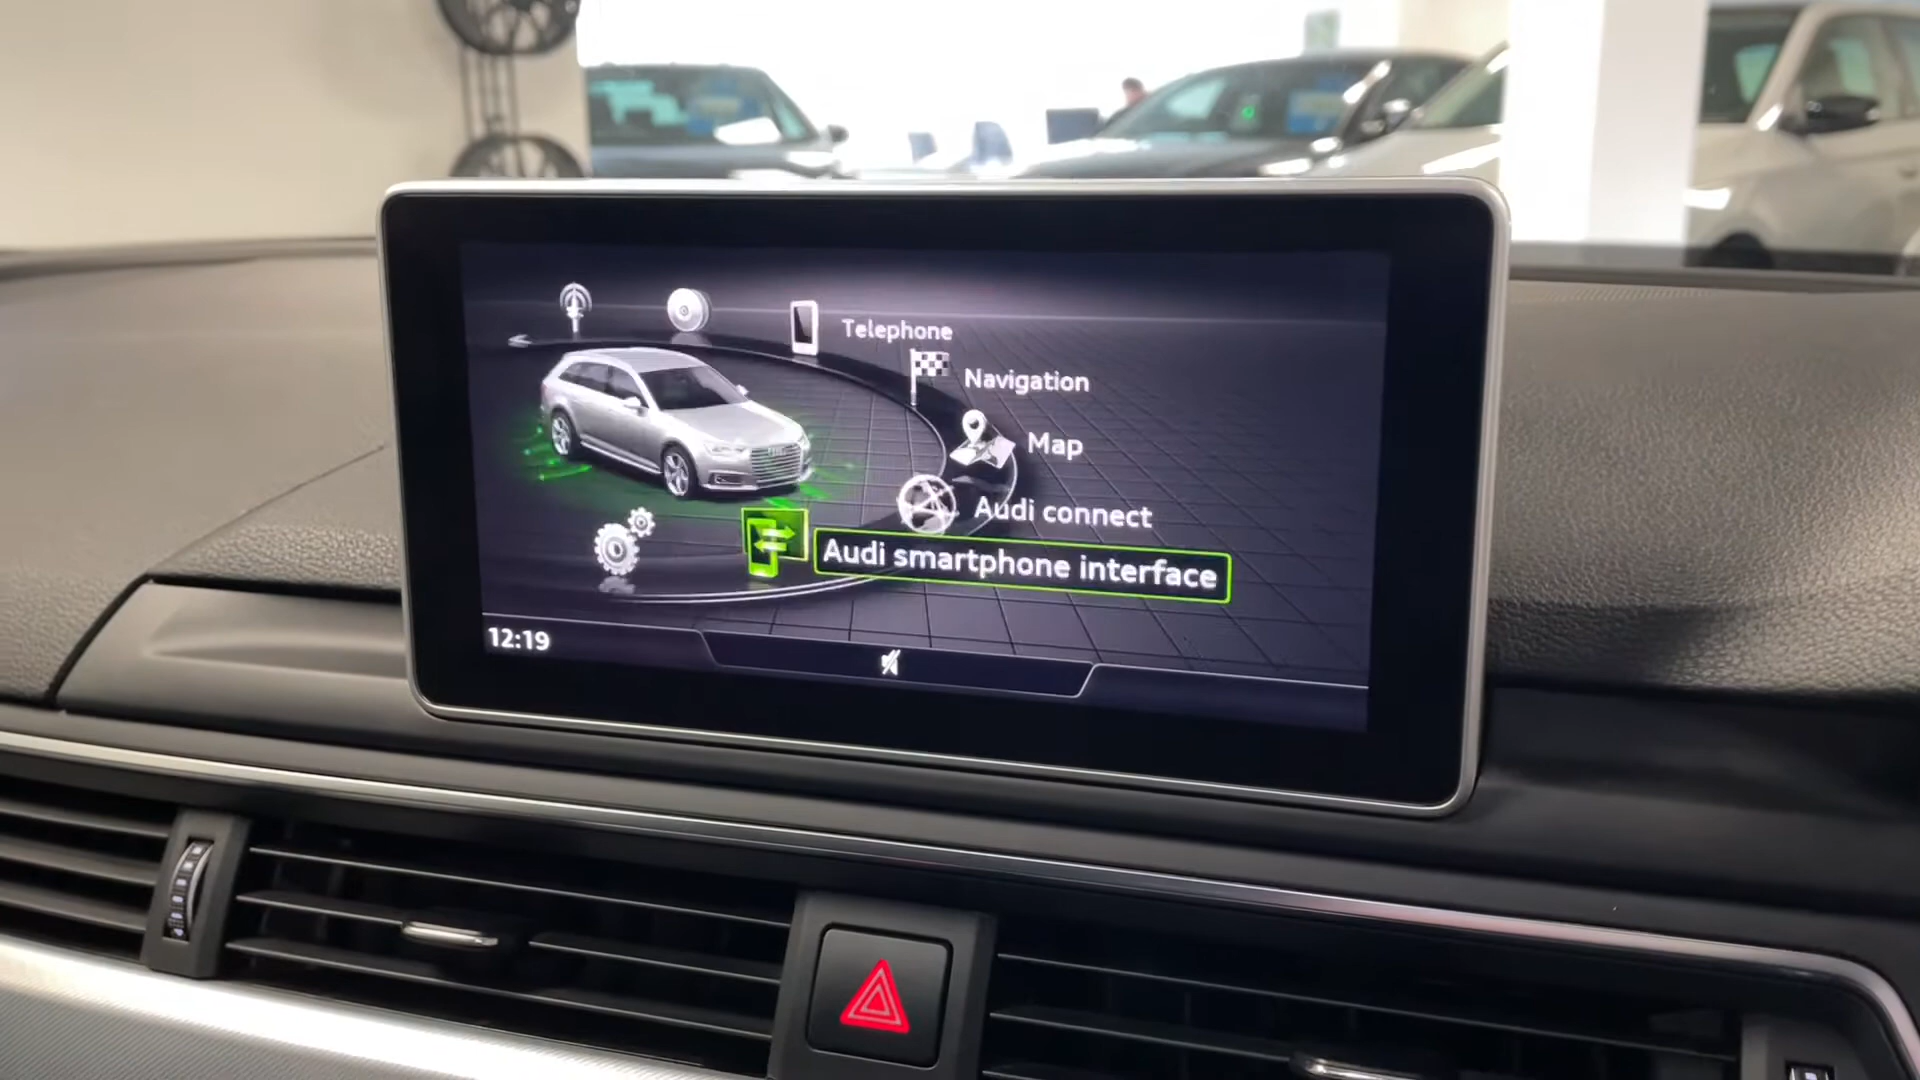 Telephone
Navigation
Map
Audi connect
Audi smartphone interface
12:19